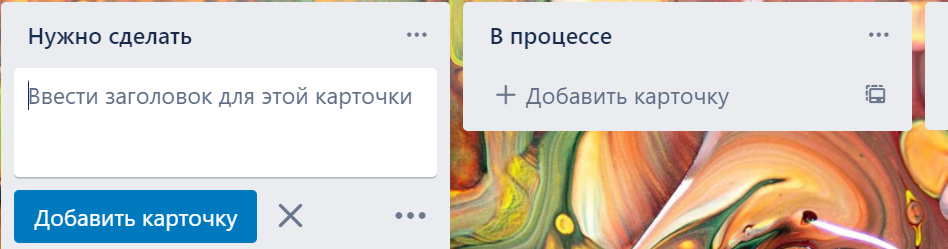 Нужно сделать
Ввести заголовок для этой карточки
Добавить карточку
В процессе
Добавить карточку